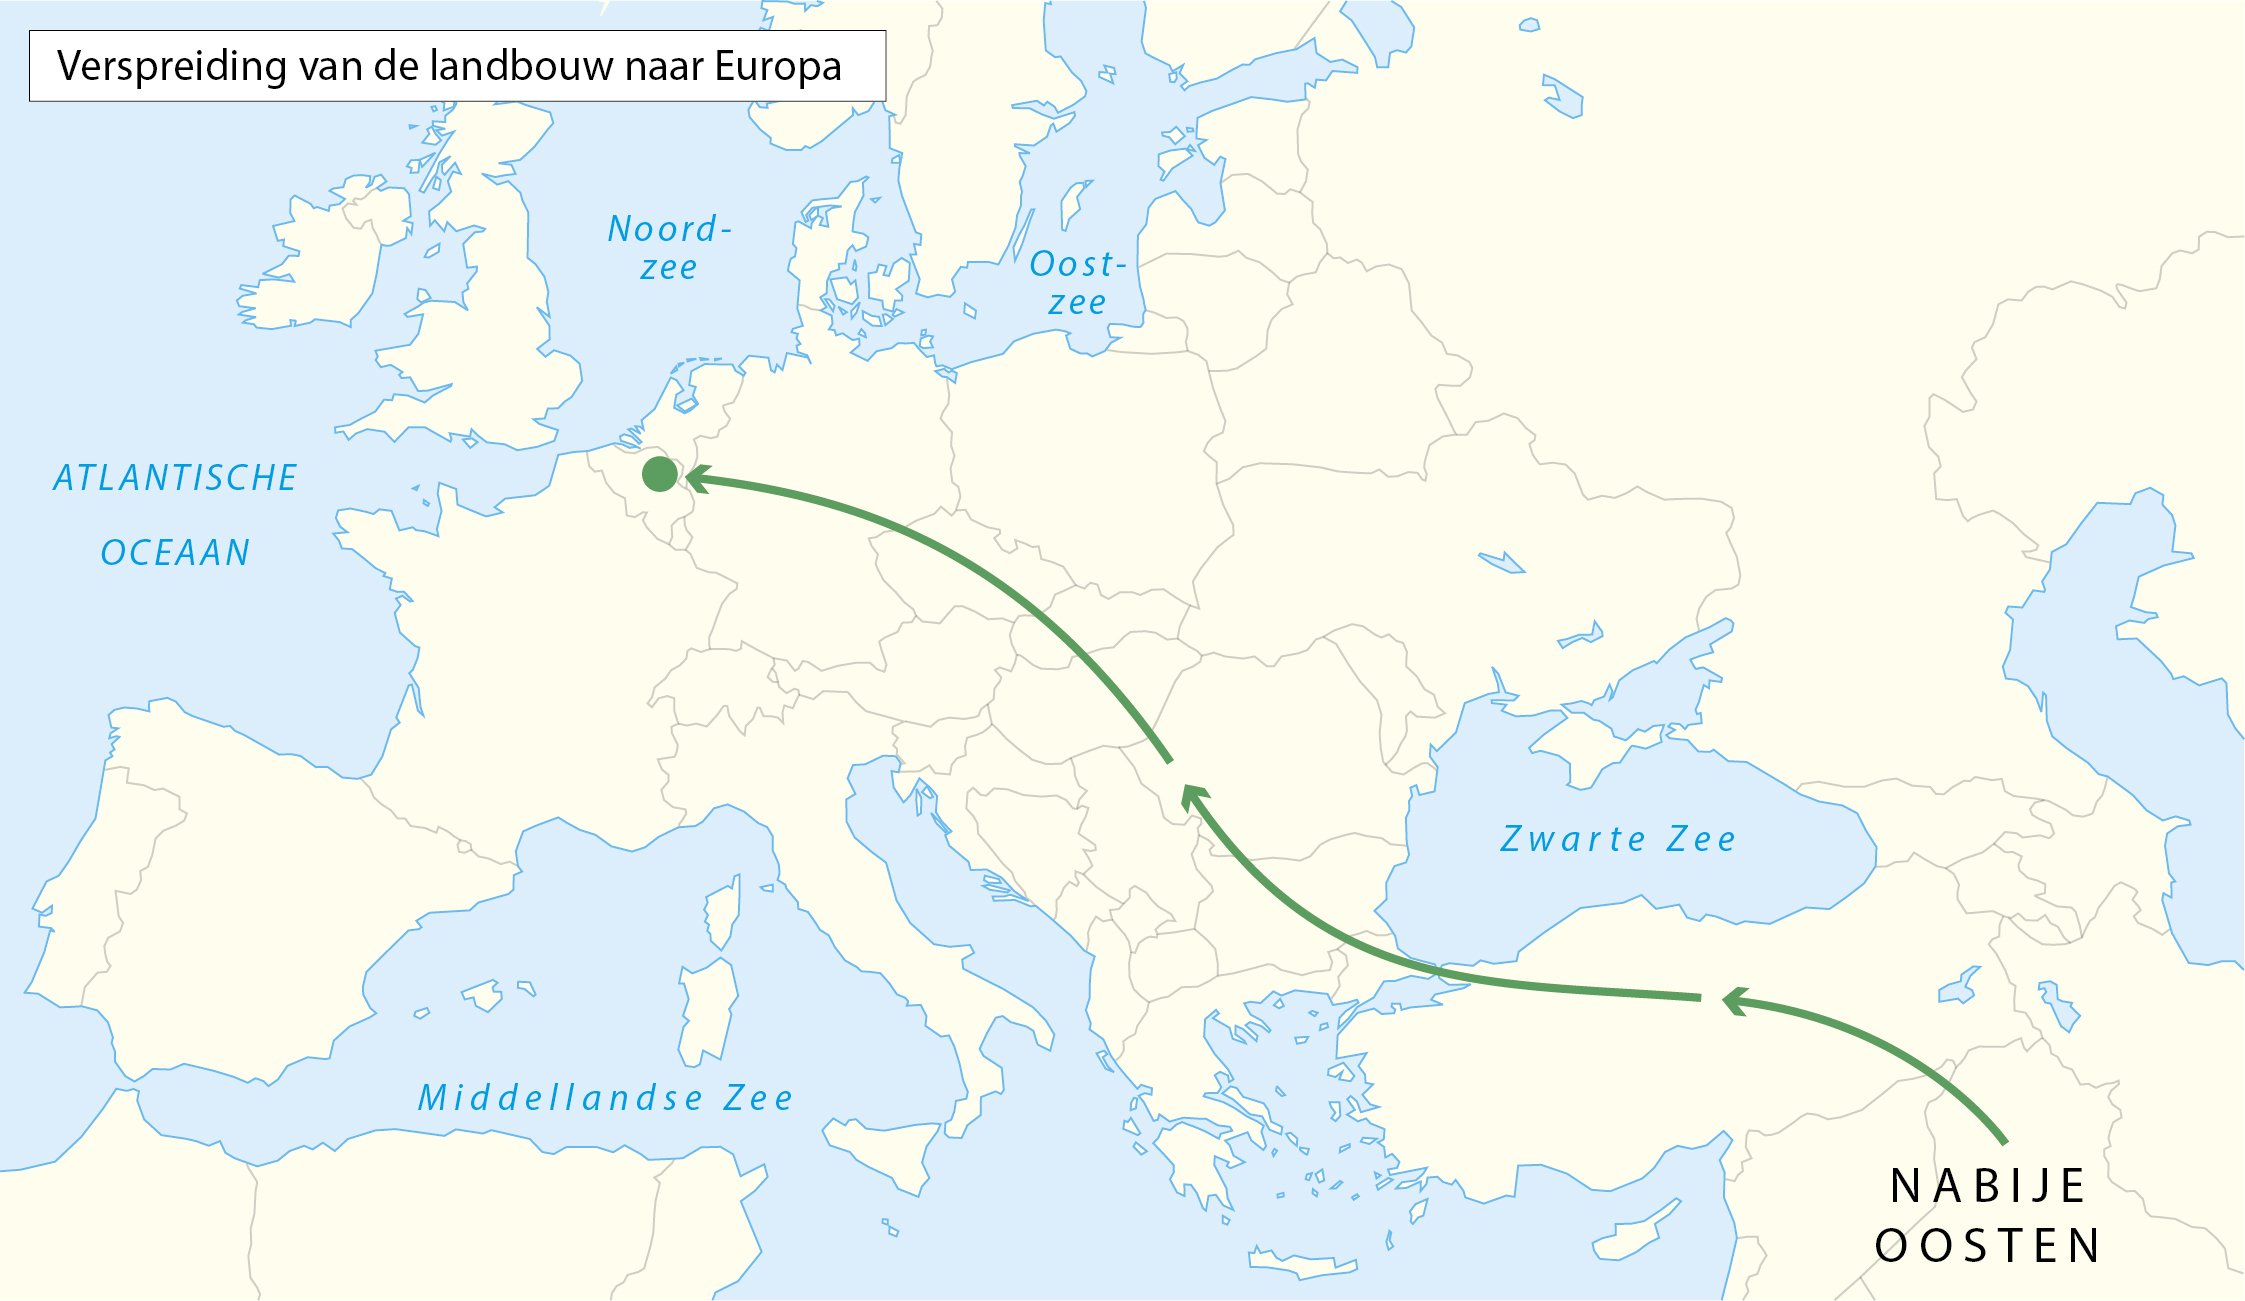 Verspreiding van de landbouw naar Europa
Noord-
zee
Oost-
zee
ATLANTISCHE
OCEAAN
Zwarte Zee
Middellandse Zee
NABIJE
OOSTEN